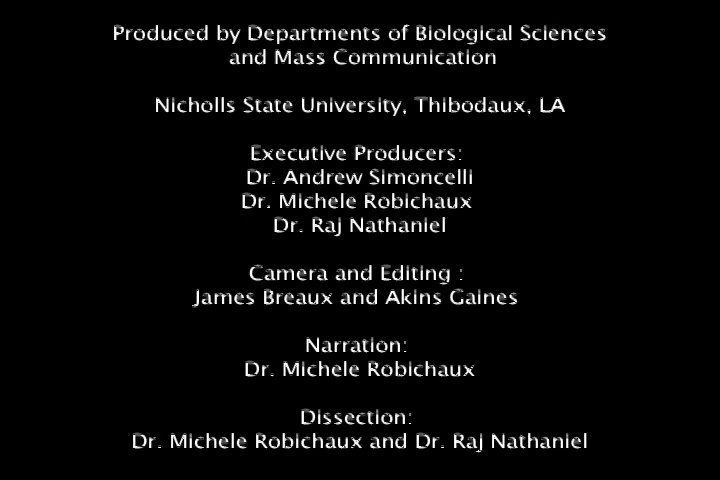 Produced by Departments of Biological Sciences
and Mass Communication
Nicholls State University, Thibodaux, LA
Executive Producers:
Dr. Andrew Simoncelli
Dr. Michele Robichaux
Dr. Raj Nathaniel
Camera and Editing :
James Breaux and Akins Gaines
Narration:
Dr. Michele Robichaux
Dissection:
Dr. Michele Robichaux and Dr. Raj Nathaniel